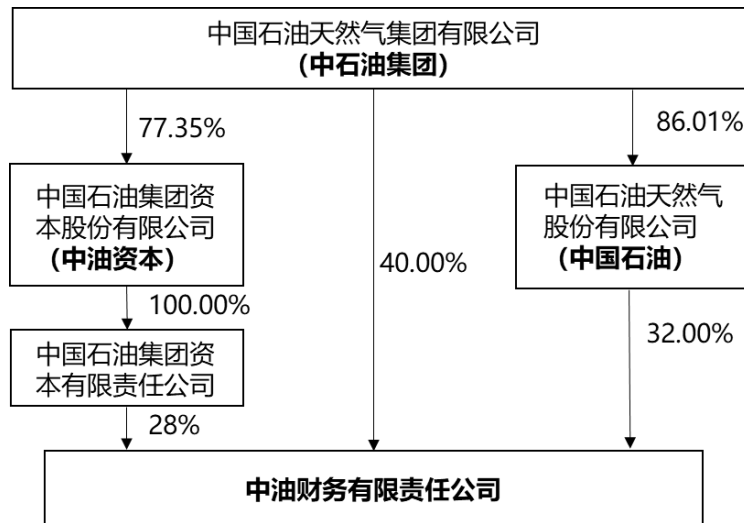 中国石油天然气集团有限公司
（中石油集团）
77.35%
86.01%
中国石油集团资
本股份有限公司
（中油资本）
中国石油天然气
股份有限公司
（中国石油）
40.00%
100.00%
32.00%
中国石油集团资
本有限责任公司
28%
中油财务有限责任公司